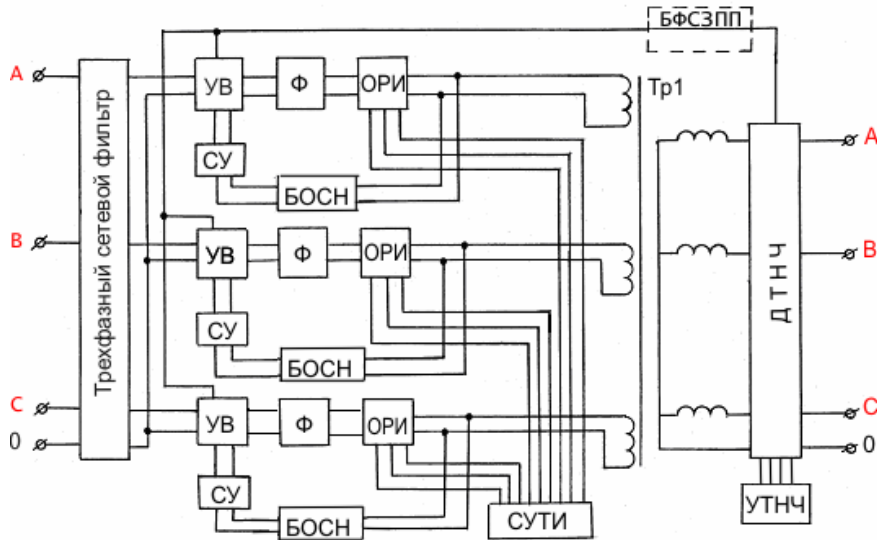 БФСЗПП
А
Трехфазный сетевой фильтр
УВ
Ф
ОРИ
Тр1
А
СУ
БОСН
В
УВ
Ф
ОРИ
В
ДТНЧ
СУ
БОСН
С
УВ
Ф
ОРИ
С
0
0
СУ
БОСН
СУТИ
УТНЧ